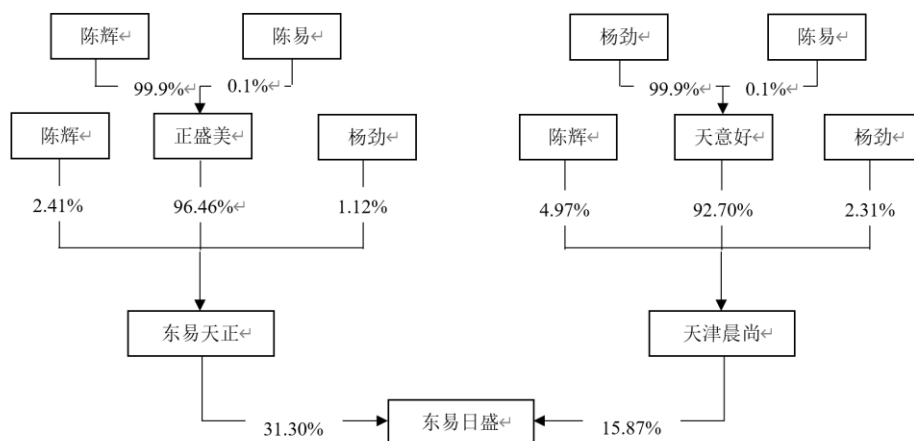 陈辉↵ 陈易↵ 杨劲↵ 陈易↵
99.9%↵ 0.1%↵ 99.9%↵ 0.1%↵
陈辉↵ 正盛美↵ 杨劲↵ 陈辉↵ 天意好↵ 杨劲↵
2.41% 96.46%↵ 1.12% 4.97% 92.70% 2.31%
东易天正↵ 天津晨尚↵
31.30% 东易日盛↵ 15.87%